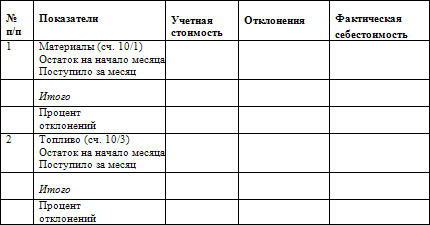 № п/п Показатели Учетная стоимость Отклонения Фактическая себестоимость
1 Материалы (сч. 10/1)
Остаток на начало месяца
Поступило за месяц
Итого
Процент
отклонений
2 Топливо (сч. 10/3)
Остаток на начало месяца
Поступило за месяц
Итого
Процент
отклонений